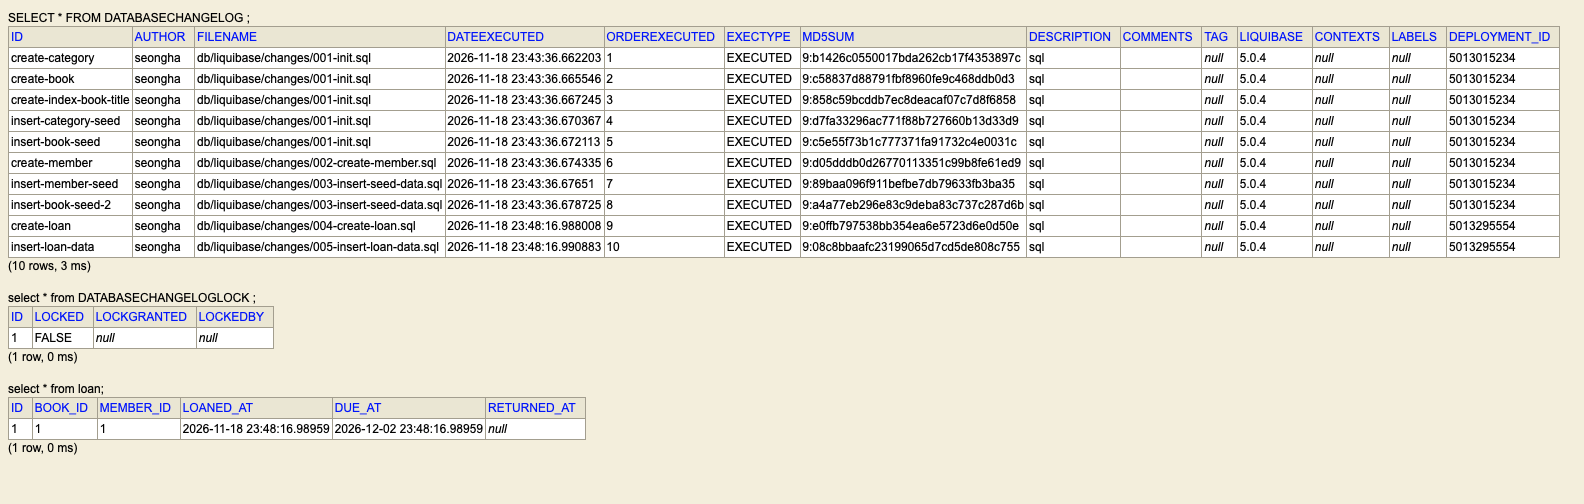 SELECT * FROM DATABASECHANGELOG ;
ID AUTHOR FILENAME DATEEXECUTED ORDEREXECUTED EXECTYPE MD5SUM DESCRIPTION COMMENTS TAG LIQUIBASE CONTEXTS LABELS DEPLOYMENT_ID
create-category seongha db/liquibase/changes/001-init.sql 2026-11-18 23:43:36.662203 1 EXECUTED 9:b1426c0550017bda262cb17f4353897c sql null 5.0.4 null null 5013015234
create-book seongha db/liquibase/changes/001-init.sql 2026-11-18 23:43:36.665546 2 EXECUTED 9:c58837d88791fbf8960fe9c468ddb0d3 sql null 5.0.4 null null 5013015234
create-index-book-title seongha db/liquibase/changes/001-init.sql 2026-11-18 23:43:36.667245 3 EXECUTED 9:858c59bcddb7ec8deacaf07c7d8f6858 sql null 5.0.4 null null 5013015234
insert-category-seed seongha db/liquibase/changes/001-init.sql 2026-11-18 23:43:36.670367 4 EXECUTED 9:d7fa33296ac771f88b727660b13d33d9 sql null 5.0.4 null null 5013015234
insert-book-seed seongha db/liquibase/changes/001-init.sql 2026-11-18 23:43:36.672113 5 EXECUTED 9:c5e55f73b1c777371fa91732c4e0031c sql null 5.0.4 null null 5013015234
create-member seongha db/liquibase/changes/002-create-member.sql 2026-11-18 23:43:36.674335 6 EXECUTED 9:d05dddb0d26770113351c99b8fe61ed9 sql null 5.0.4 null null 5013015234
insert-member-seed seongha db/liquibase/changes/003-insert-seed-data.sql 2026-11-18 23:43:36.67651 7 EXECUTED 9:89baa096f911befbe7db79633fb3ba35 sql null 5.0.4 null null 5013015234
insert-book-seed-2 seongha db/liquibase/changes/003-insert-seed-data.sql 2026-11-18 23:43:36.678725 8 EXECUTED 9:a4a77eb296e83c9deba83c737c287d6b sql null 5.0.4 null null 5013015234
create-loan seongha db/liquibase/changes/004-create-loan.sql 2026-11-18 23:48:16.988008 9 EXECUTED 9:e0ffb797538bb354ea6e5723d6e0d50e sql null 5.0.4 null null 5013295554
insert-loan-data seongha db/liquibase/changes/005-insert-loan-data.sql 2026-11-18 23:48:16.990883 10 EXECUTED 9:08c8bbaafc23199065d7cd5de808c755 sql null 5.0.4 null null 5013295554
(10 rows, 3 ms)
select * from DATABASECHANGELOGLOCK ;
ID LOCKED LOCKGRANTED LOCKEDBY
1 FALSE null null
(1 row, 0 ms)
select * from loan;
ID BOOK_ID MEMBER_ID LOANED_AT DUE_AT RETURNED_AT
1 1 1 2026-11-18 23:48:16.98959 2026-12-02 23:48:16.98959 null
(1 row, 0 ms)